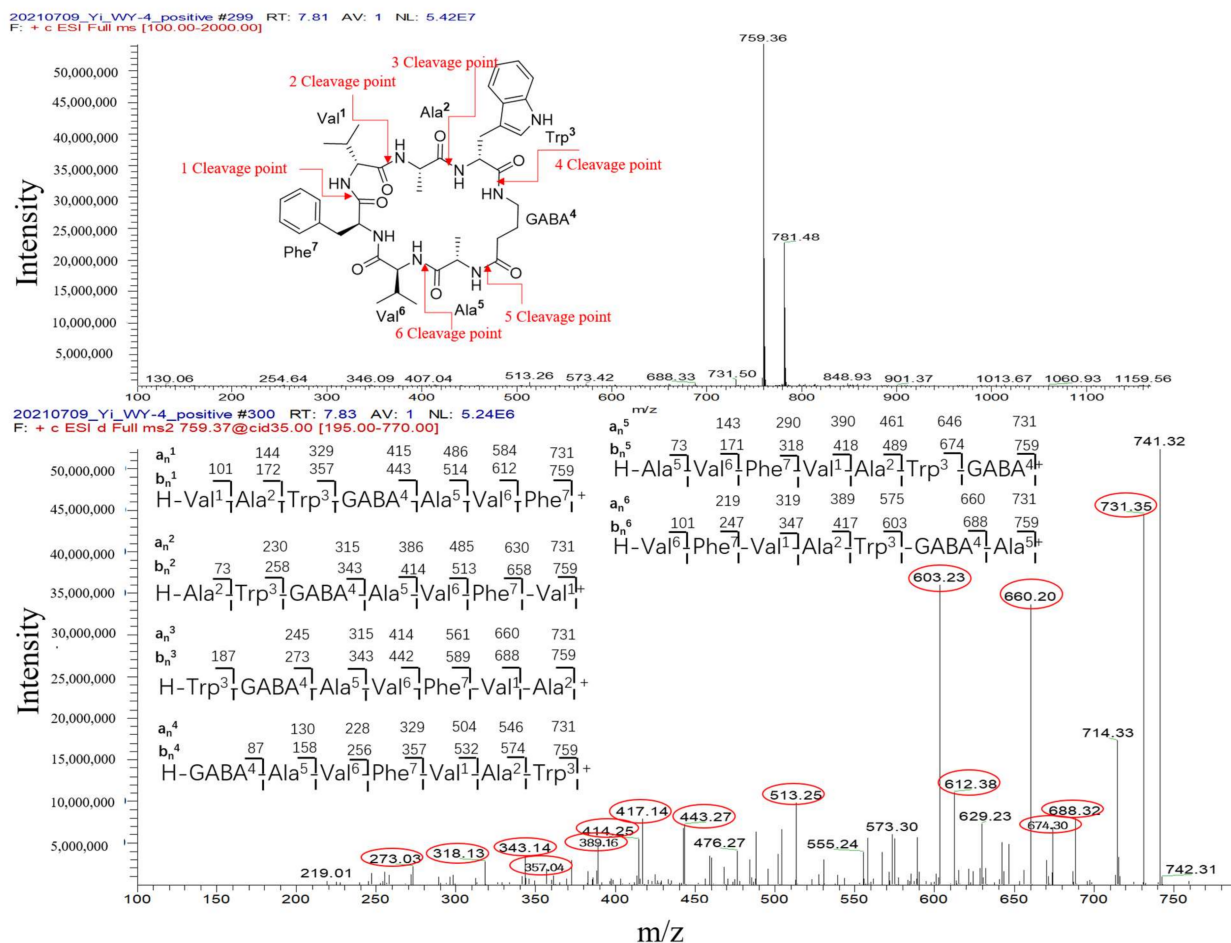 20210709_Yi_WY-4_positive #299 RT: 7.81 AV: 1 NL: 5.42E7
F: + c ESI Full ms [100.00-2000.00]
759.36
781.48
Intensity
50,000,000
45,000,000
40,000,000
35,000,000
30,000,000
25,000,000
20,000,000
15,000,000
10,000,000
5,000,000
3 Cleavage point
2 Cleavage point
Val¹
Ala²
NH
Trp³
1 Cleavage point
4 Cleavage point
GABA⁴
Phe⁷
Val⁶
Ala⁵
5 Cleavage point
6 Cleavage point
130.06 254.64 346.09 407.04 513.26 573.42 688.33 731.50 848.93 901.37 1013.67 1060.93 1159.56
100 200 300 400 500 600 700 800 900 1000 1100
m/z
20210709_Yi_WY-4_positive #300 RT: 7.83 AV: 1 NL: 5.24E6
F: + c ESI d Full ms2 759.37@cid35.00 [195.00-770.00]
Intensity
50,000,000
45,000,000
40,000,000
35,000,000
30,000,000
25,000,000
20,000,000
15,000,000
10,000,000
5,000,000
aₙ¹ 144 329 415 486 584 731
bₙ¹ 101 172 357 443 514 612 759
H-Val¹-Ala²-Trp³-GABA⁴-Ala⁵-Val⁶-Phe⁷+
aₙ² 230 315 386 485 630 731
bₙ² 73 258 343 414 513 658 759
H-Ala²-Trp³-GABA⁴-Ala⁵-Val⁶-Phe⁷-Val¹+
aₙ³ 245 315 414 561 660 731
bₙ³ 187 273 343 442 589 688 759
H-Trp³-GABA⁴-Ala⁵-Val⁶-Phe⁷-Val¹-Ala²+
aₙ⁴ 130 228 329 504 546 731
bₙ⁴ 87 158 256 357 532 574 759
H-GABA⁴-Ala⁵-Val⁶-Phe⁷-Val¹-Ala²-Trp³+
aₙ⁵ 143 290 390 461 646 731
bₙ⁵ 73 171 318 418 489 674 759
H-Ala⁵-Val⁶-Phe⁷-Val¹-Ala²-Trp³-GABA⁴+
aₙ⁶ 219 319 389 575 660 731
bₙ⁶ 101 247 347 417 603 688 759
H-Val⁶-Phe⁷-Val¹-Ala²-Trp³-GABA⁴-Ala⁵+
741.32
731.35
603.23
660.20
714.33
612.38
513.25
688.32
417.14
443.27
414.25
629.23
674.30
389.16
573.30
343.14
476.27
318.13
555.24
273.03
357.04
219.01
742.31
100 150 200 250 300 350 400 450 500 550 600 650 700 750
m/z